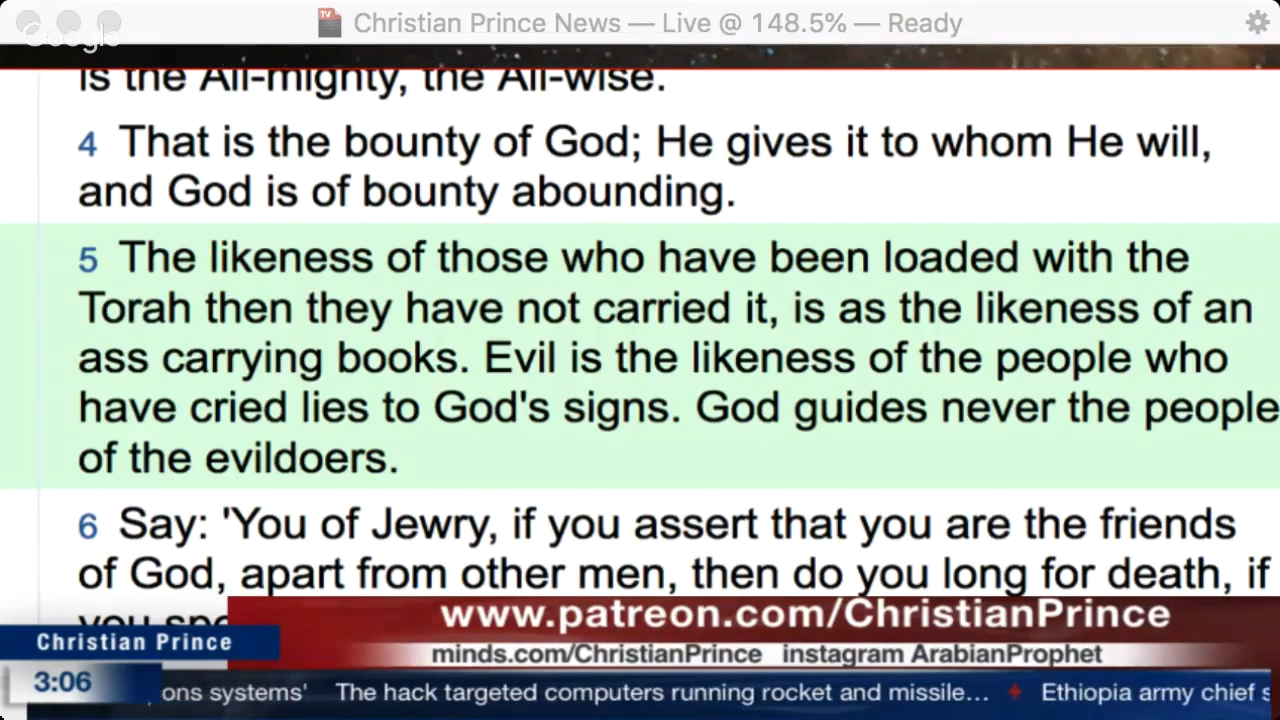 Christian Prince News — Live @ 148.5% — Ready
Google
is the All-mighty, the All-wise.
4 That is the bounty of God; He gives it to whom He will,
and God is of bounty abounding.
5 The likeness of those who have been loaded with the
Torah then they have not carried it, is as the likeness of an
ass carrying books. Evil is the likeness of the people who
have cried lies to God's signs. God guides never the people
of the evildoers.
6 Say: 'You of Jewry, if you assert that you are the friends
of God, apart from other men, then do you long for death, if
you spe
www.patreon.com/ChristianPrince
Christian Prince
minds.com/ChristianPrince instagram ArabianProphet
3:06
ons systems' The hack targeted computers running rocket and missile... Ethiopia army chief s